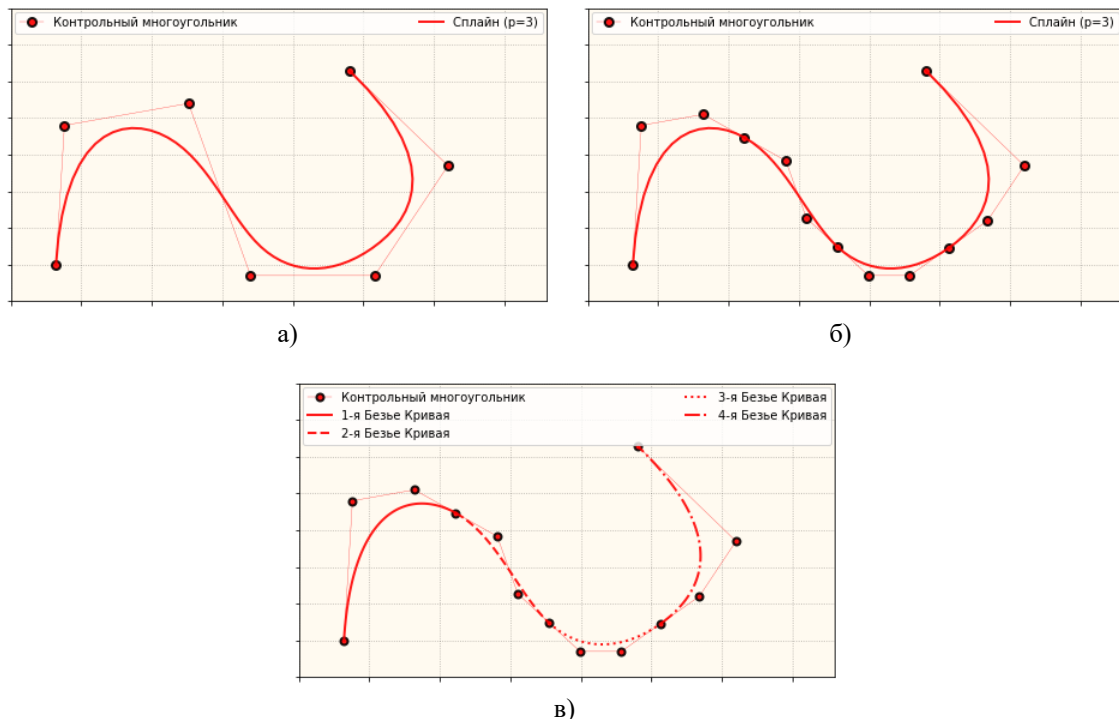 Контрольный многоугольник Сплайн (p=3)
Контрольный многоугольник Сплайн (p=3)
а)
б)
Контрольный многоугольник
1-я Безье Кривая
2-я Безье Кривая
3-я Безье Кривая
4-я Безье Кривая
в)